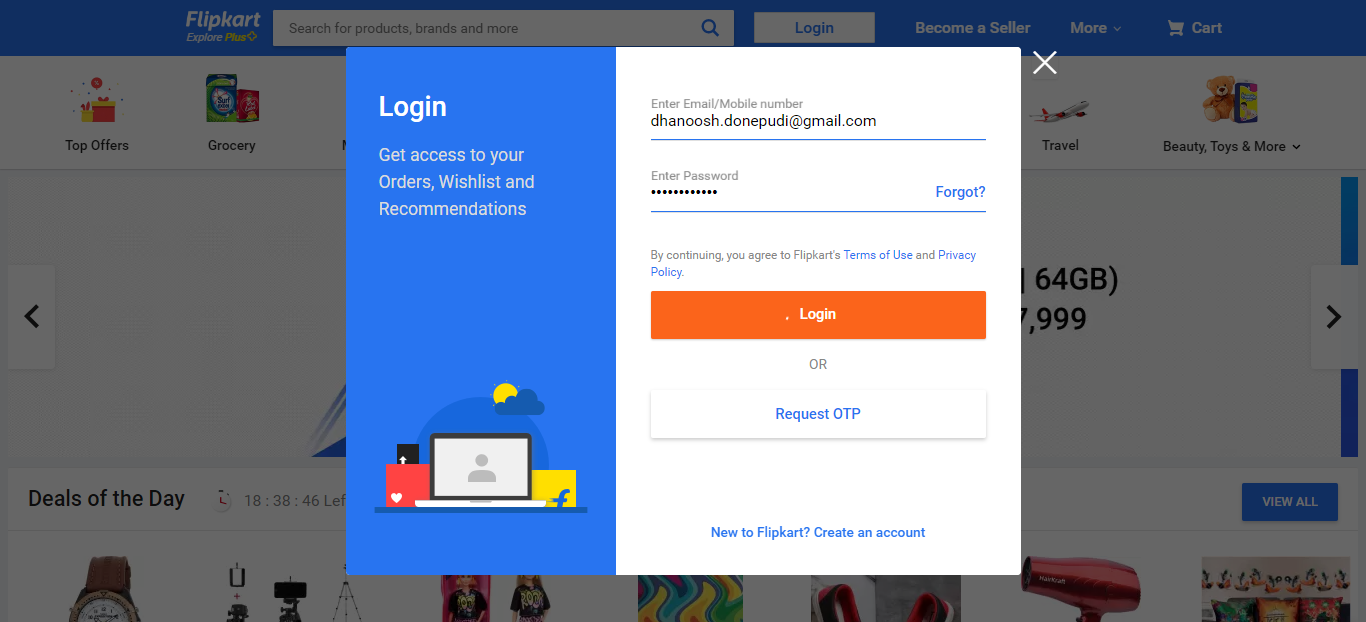 Flipkart
Explore Plus
Search for products, brands and more
Login
Become a Seller
More
Cart
Top Offers
Grocery
Travel
Beauty, Toys & More
Login
Get access to your
Orders, Wishlist and
Recommendations
Enter Email/Mobile number
dhanoosh.donepudi@gmail.com
Enter Password
••••••••••••
Forgot?
By continuing, you agree to Flipkart's Terms of Use and Privacy
Policy.
Login
OR
Request OTP
New to Flipkart? Create an account
64GB)
7,999
Deals of the Day
18 : 38 : 46 Lef
VIEW ALL
HairKraft